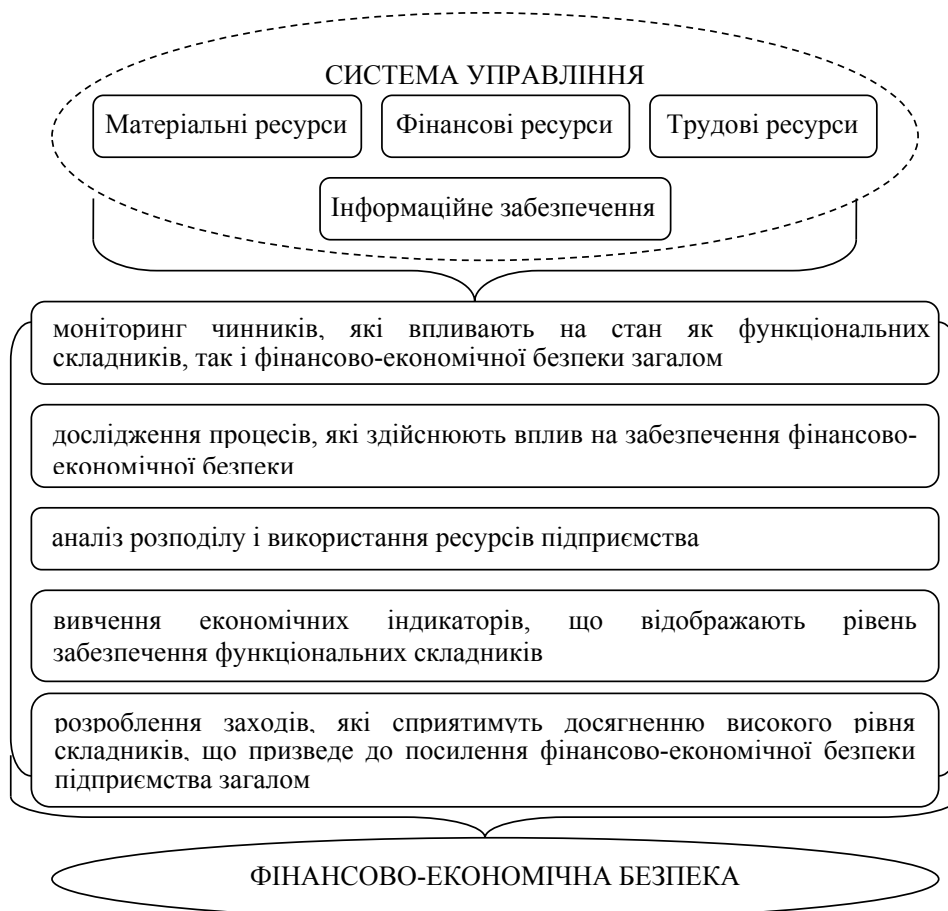 СИСТЕМА УПРАВЛІННЯ
Матеріальні ресурси
Фінансові ресурси
Трудові ресурси
Інформаційне забезпечення
моніторинг чинників, які впливають на стан як функціональних
складників, так і фінансово-економічної безпеки загалом
дослідження процесів, які здійснюють вплив на забезпечення фінансово-
економічної безпеки
аналіз розподілу і використання ресурсів підприємства
вивчення економічних індикаторів, що відображають рівень
забезпечення функціональних складників
розроблення заходів, які сприятимуть досягненню високого рівня
складників, що призведе до посилення фінансово-економічної безпеки
підприємства загалом
ФІНАНСОВО-ЕКОНОМІЧНА БЕЗПЕКА